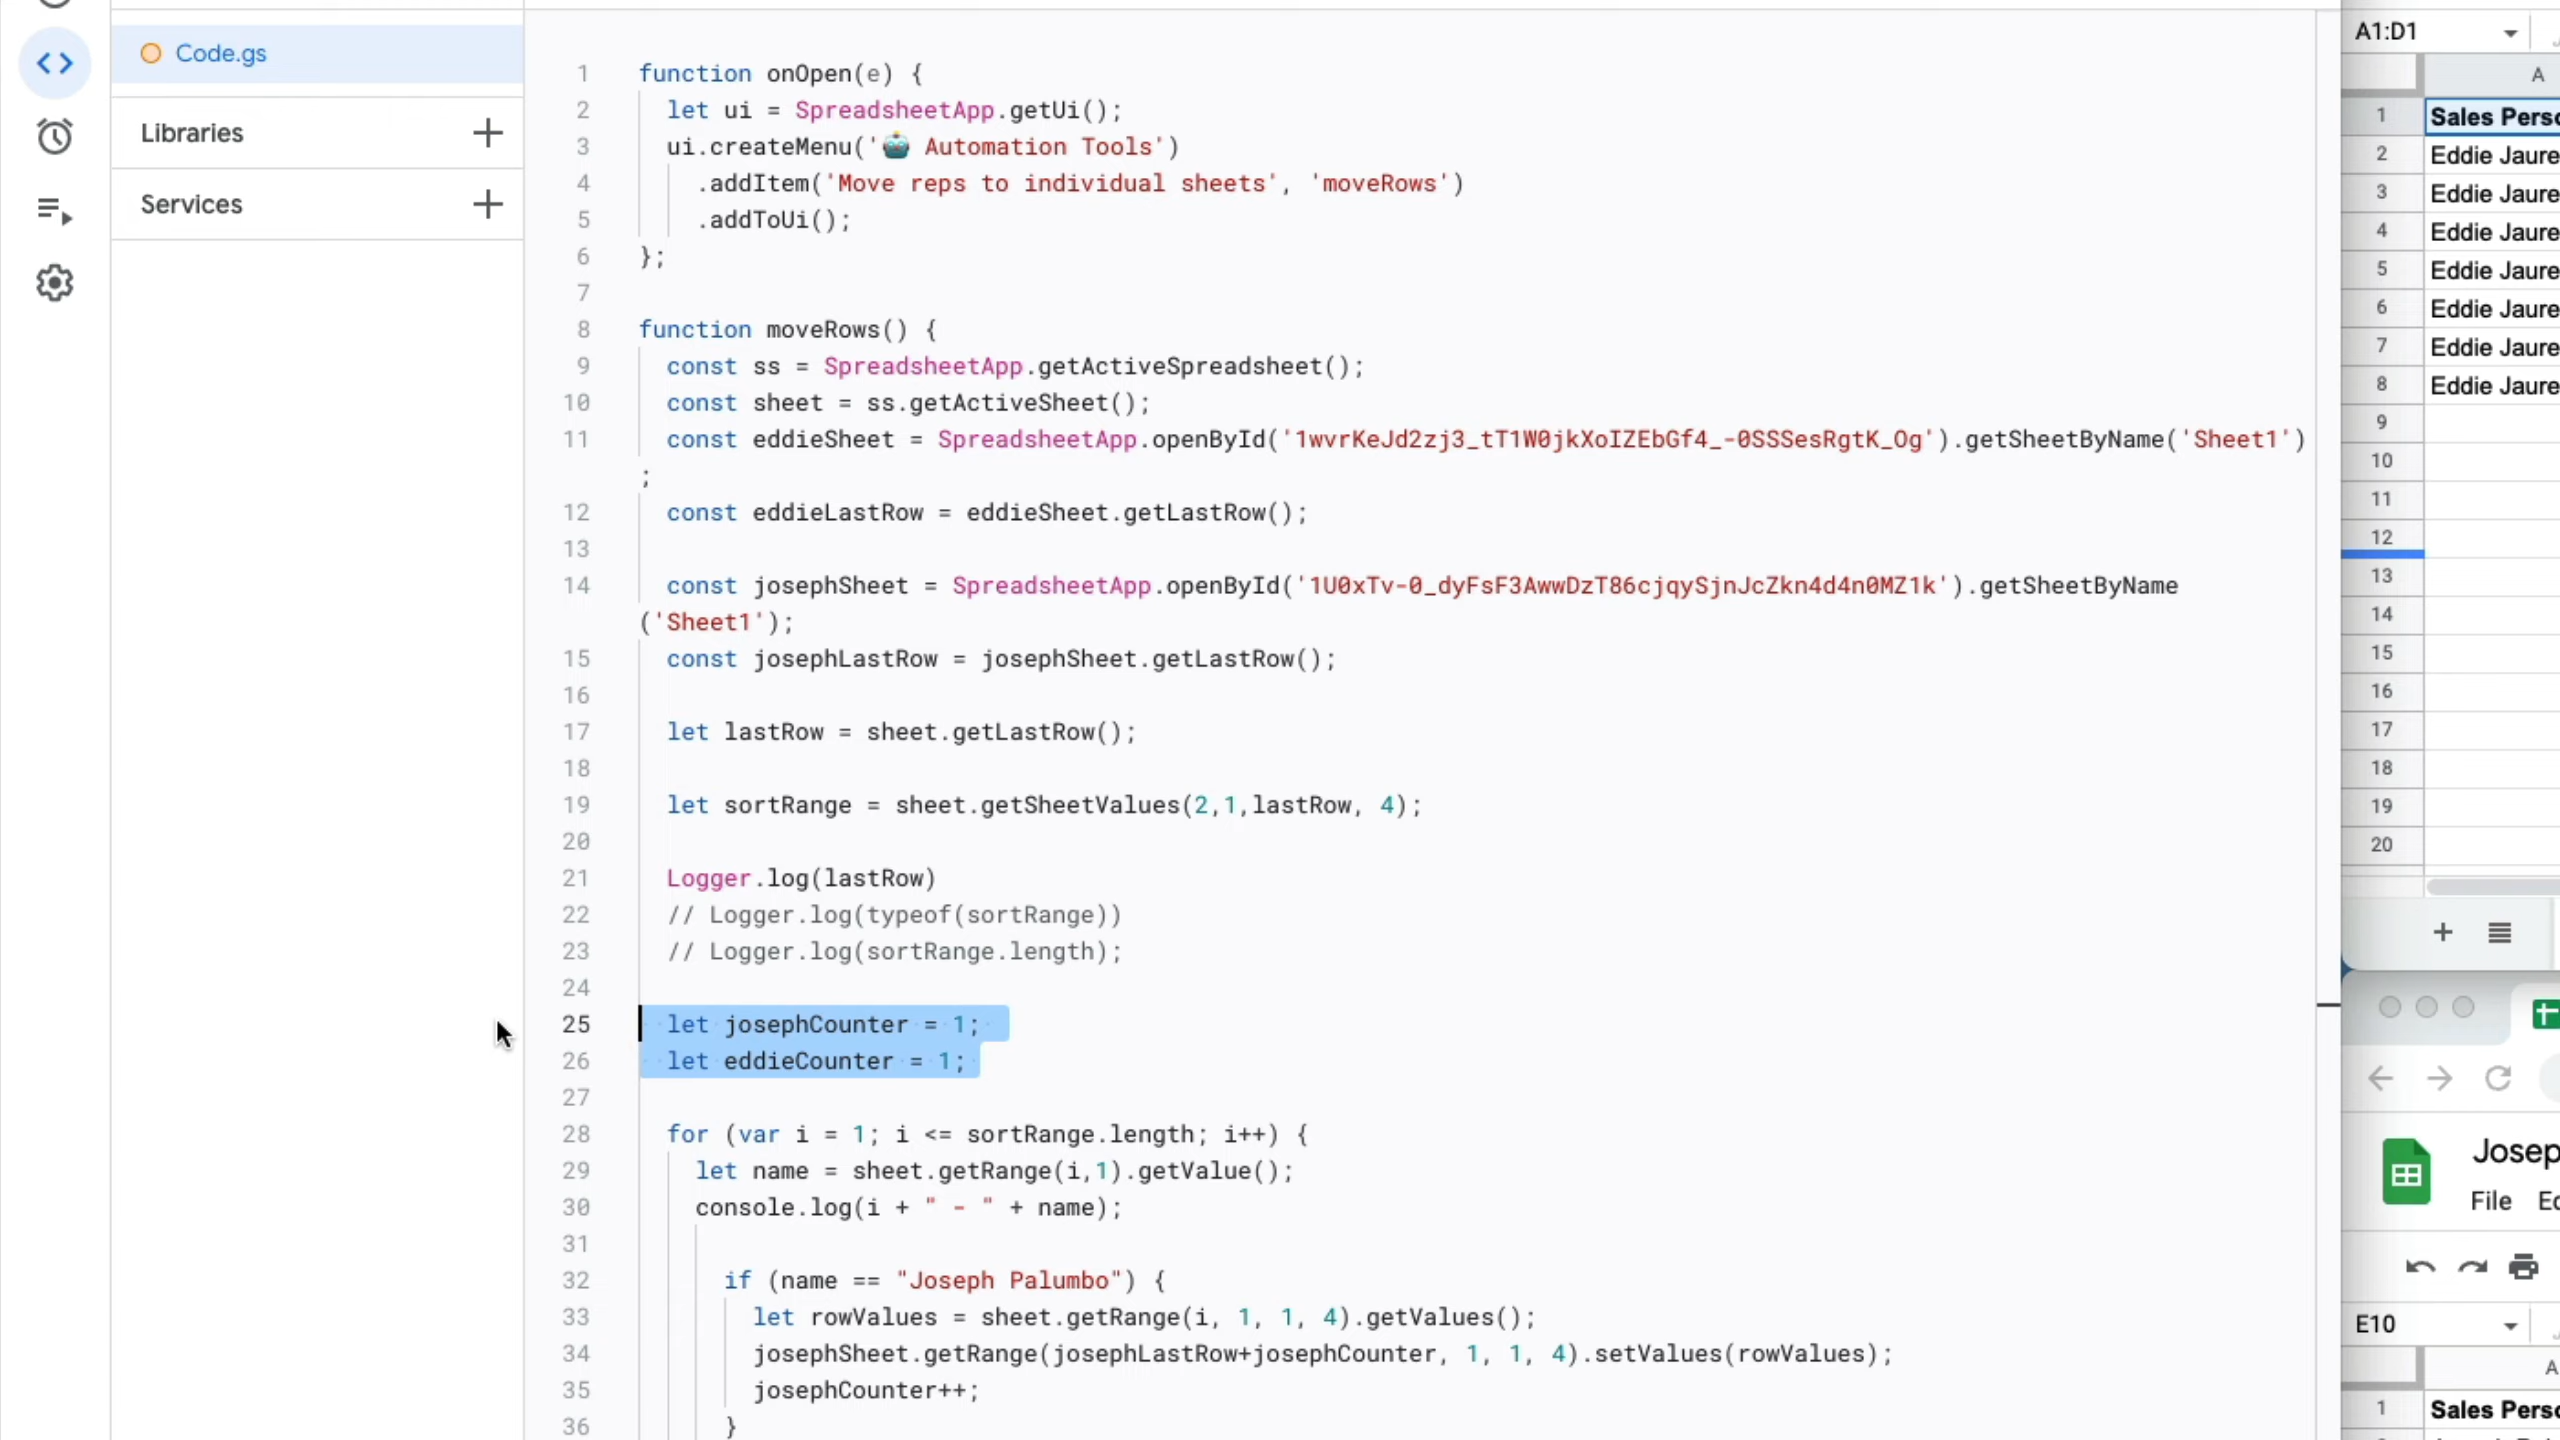 Code.gs
Libraries
Services
1 function onOpen(e) {
2 let ui = SpreadsheetApp.getUi();
3 ui.createMenu('🤖 Automation Tools')
4 .addItem('Move reps to individual sheets', 'moveRows')
5 .addToUi();
6 };
7
8 function moveRows() {
9 const ss = SpreadsheetApp.getActiveSpreadsheet();
10 const sheet = ss.getActiveSheet();
11 const eddieSheet = SpreadsheetApp.openById('1wvrKeJd2zj3_tT1W0jkXoIZEbGf4_-0SSSesRgtK_Og').getSheetByName('Sheet1')
;
12 const eddieLastRow = eddieSheet.getLastRow();
13
14 const josephSheet = SpreadsheetApp.openById('1U0xTv-0_dyFsF3AwwDzT86cjqySjnJcZkn4d4n0MZ1k').getSheetByName
('Sheet1');
15 const josephLastRow = josephSheet.getLastRow();
16
17 let lastRow = sheet.getLastRow();
18
19 let sortRange = sheet.getSheetValues(2,1,lastRow, 4);
20
21 Logger.log(lastRow)
22 // Logger.log(typeof(sortRange))
23 // Logger.log(sortRange.length);
24
25 let josephCounter = 1;
26 let eddieCounter = 1;
27
28 for (var i = 1; i <= sortRange.length; i++) {
29 let name = sheet.getRange(i,1).getValue();
30 console.log(i + " - " + name);
31
32 if (name == "Joseph Palumbo") {
33 let rowValues = sheet.getRange(i, 1, 1, 4).getValues();
34 josephSheet.getRange(josephLastRow+josephCounter, 1, 1, 4).setValues(rowValues);
35 josephCounter++;
36 }
A1:D1
A
1 Sales Perso
2 Eddie Jaure
3 Eddie Jaure
4 Eddie Jaure
5 Eddie Jaure
6 Eddie Jaure
7 Eddie Jaure
8 Eddie Jaure
9
10
11
12
13
14
15
16
17
18
19
20
Josep
File Ed
E10
A
1 Sales Perso